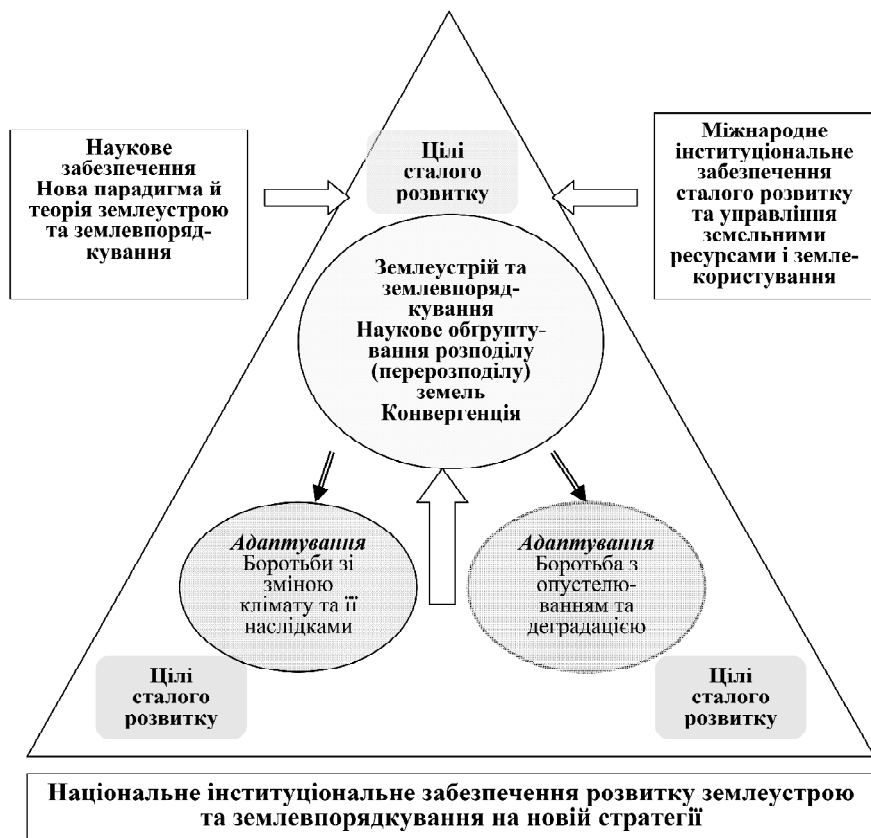 Наукове
забезпечення
Нова парадигма й
теорія землеустрою
та землевпоряд-
кування
Цілі
сталого
розвитку
Міжнародне
інституціональне
забезпечення
сталого розвитку
та управління
земельними
ресурсами і земле-
користування
Землеустрій та
землевпоряд-
кування
Наукове обґрунту-
вання розподілу
(перерозподілу)
земель
Конвергенція
Адаптування
Боротьби зі
зміною
клімату та її
наслідками
Адаптування
Боротьба з
опустелю-
ванням та
деградацією
Цілі
сталого
розвитку
Цілі
сталого
розвитку
Національне інституціональне забезпечення розвитку землеустрою
та землевпорядкування на новій стратегії